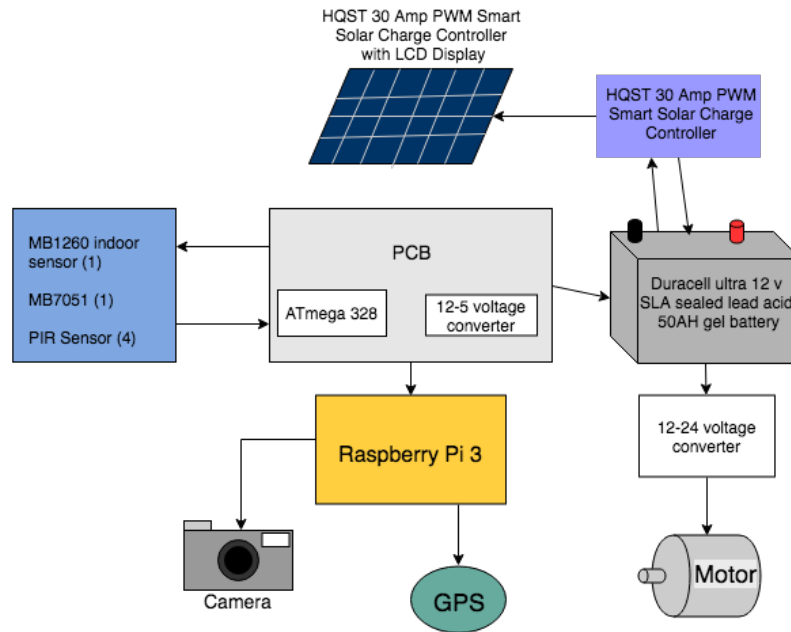 HQST 30 Amp PWM Smart
Solar Charge Controller
with LCD Display
HQST 30 Amp PWM
Smart Solar Charge
Controller
MB1260 indoor
sensor (1)
MB7051 (1)
PIR Sensor (4)
PCB
ATmega 328
12-5 voltage
converter
Duracell ultra 12 v
SLA sealed lead acid
50AH gel battery
Raspberry Pi 3
12-24 voltage
converter
Camera
GPS
Motor